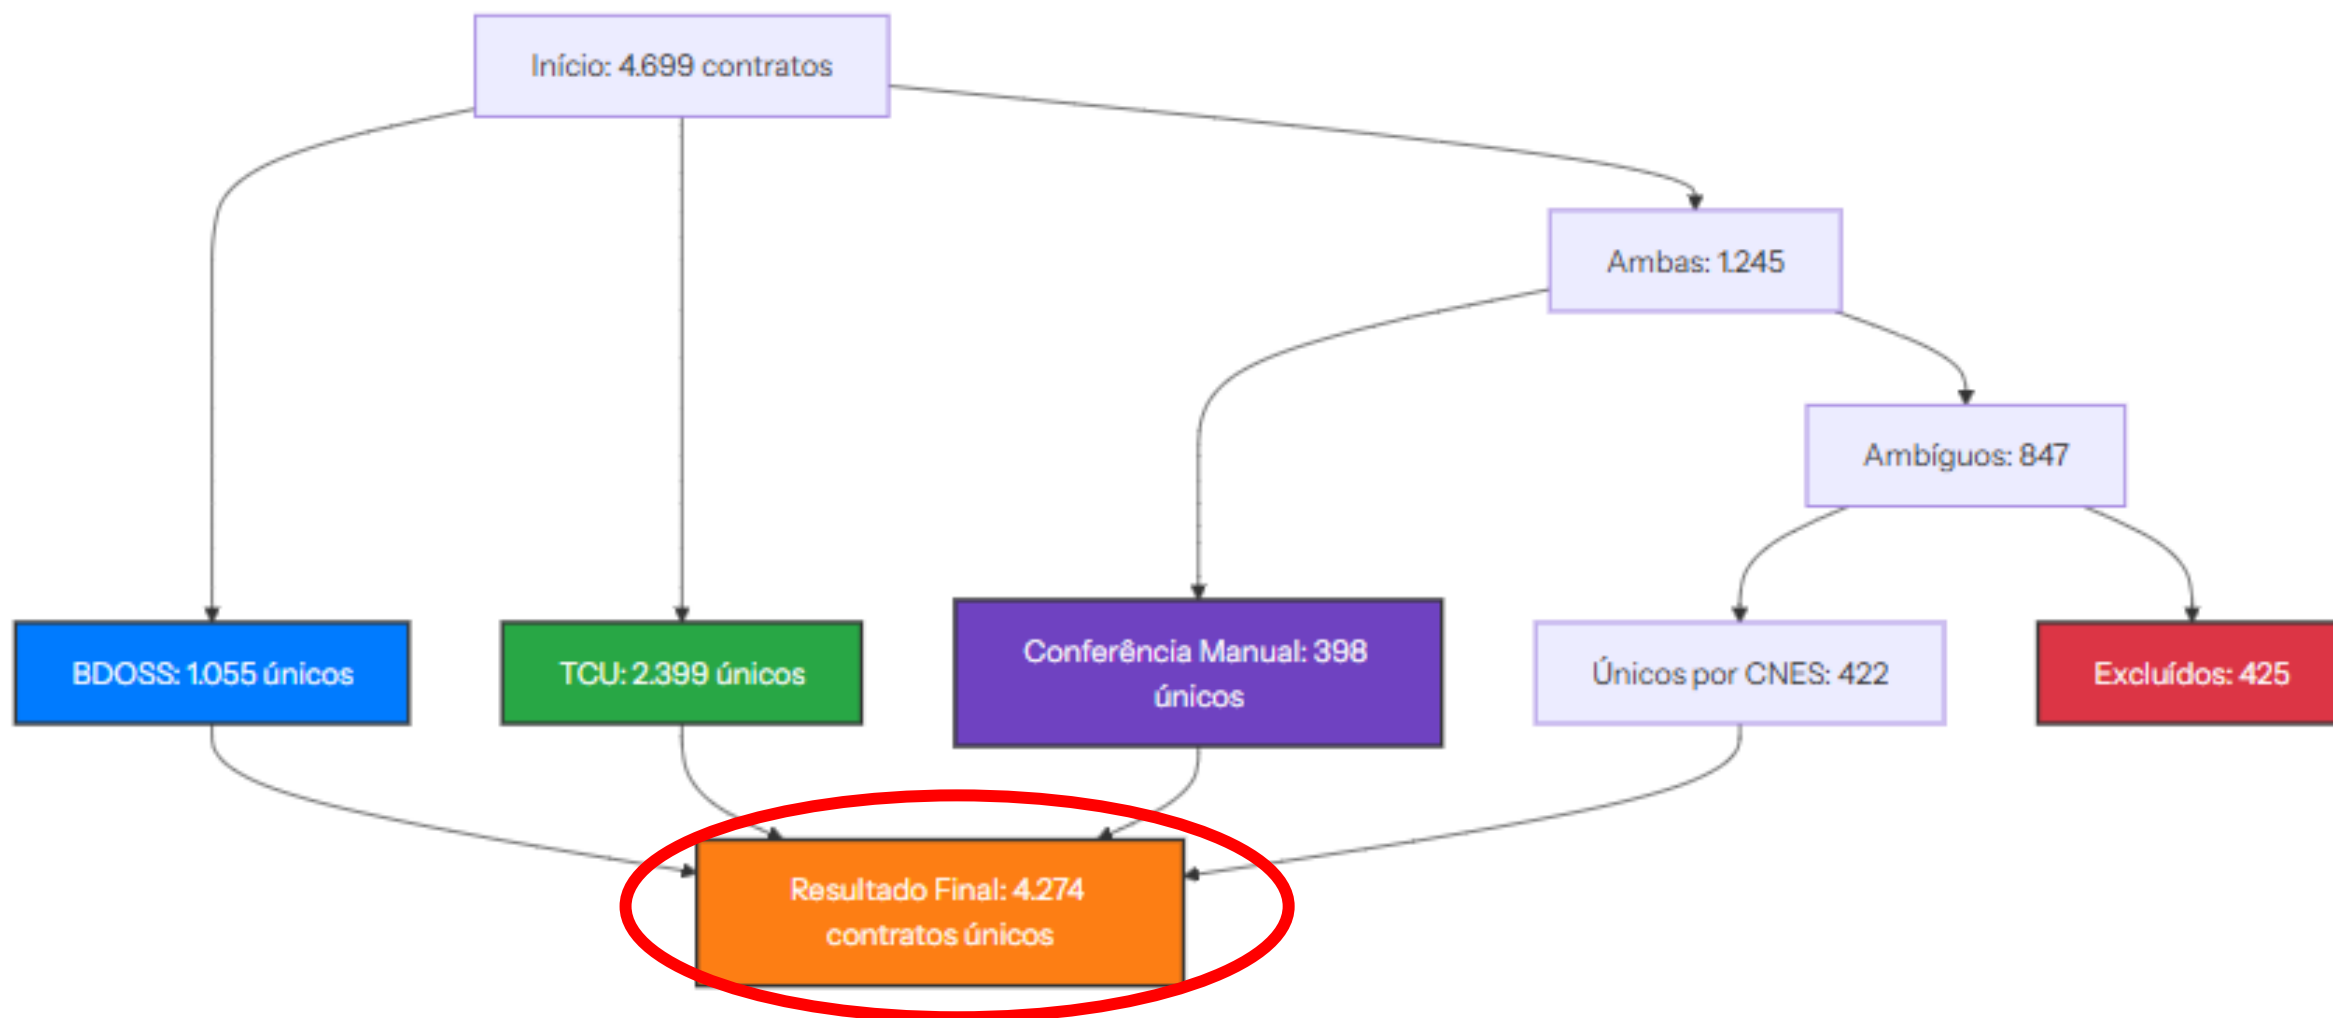 Início: 4.699 contratos
Ambas: 1.245
Ambíguos: 847
BDOSS: 1.055 únicos
TCU: 2.399 únicos
Conferência Manual: 398
únicos
Únicos por CNES: 422
Excluídos: 425
Resultado Final: 4.274
contratos únicos